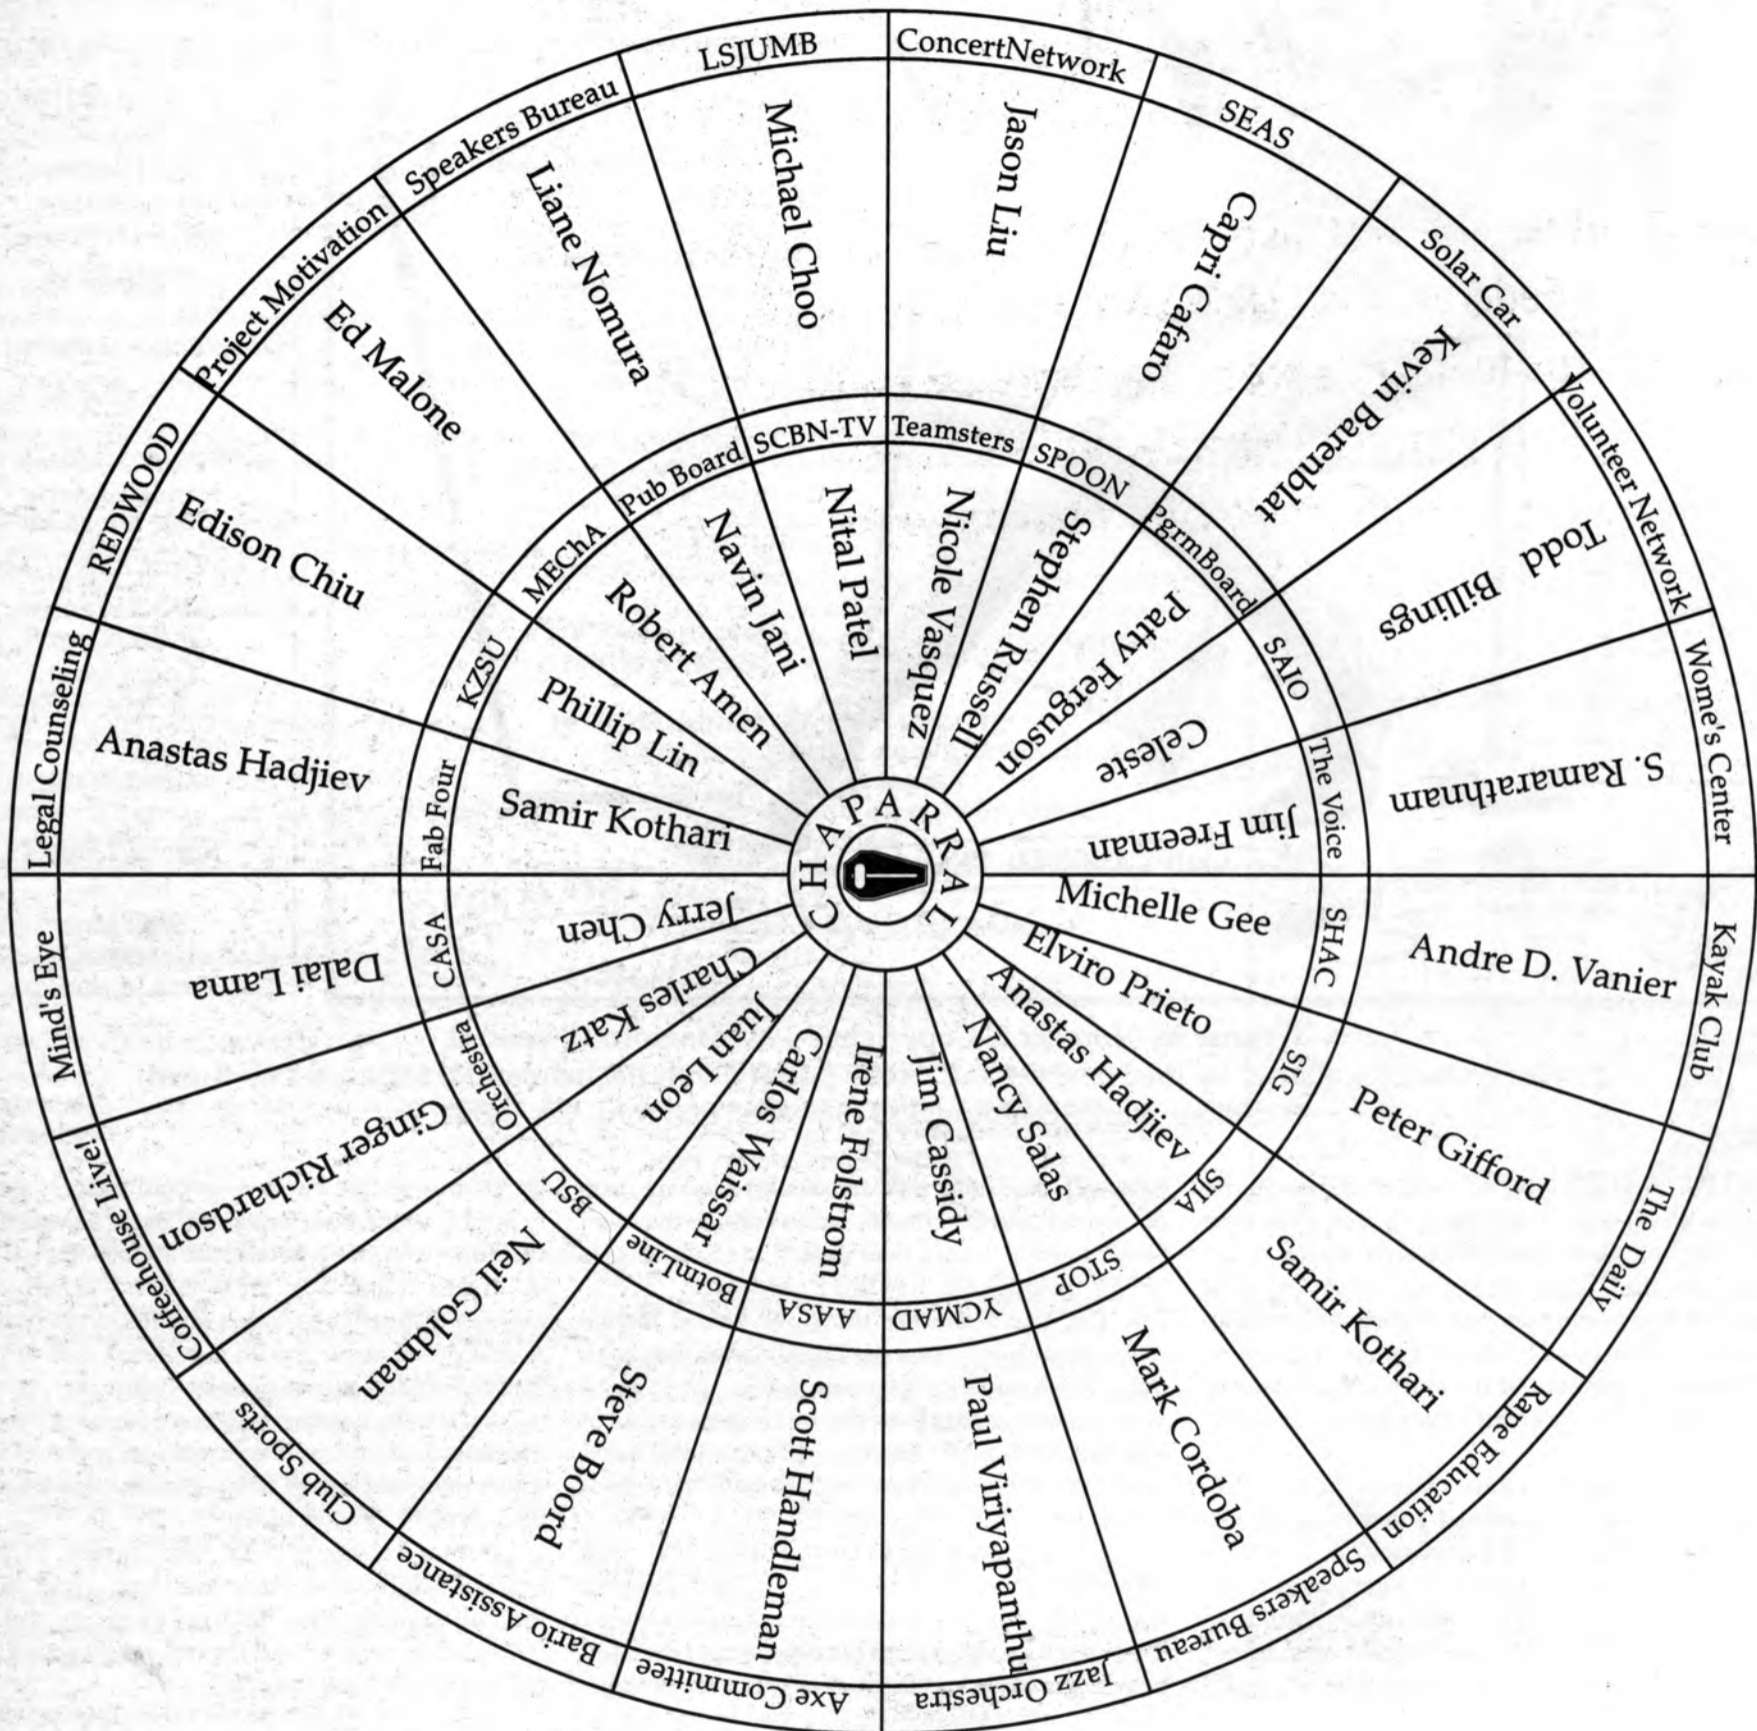 ConcertNetwork
Jason Liu
SEAS
Capri Cafaro
Solar Car
Kevin Barenblat
Volunteer Network
Todd Billings
Wome's Center
S. Ramarathnam
Kayak Club
Andre D. Vanier
The Daily
Peter Gifford
Rape Education
Samir Kothari
Speakers Bureau
Mark Cordoba
Jazz Orchestra
Paul Viriyapanthu
Axe Committee
Scott Handleman
Bario Assistance
Steve Boord
Club Sports
Neil Goldman
Coffeehouse Live!
Ginger Richardson
Mind's Eye
Dalai Lama
Legal Counseling
Anastas Hadjiev
REDWOOD
Edison Chiu
Project Motivation
Ed Malone
Speakers Bureau
Liane Nomura
LSJUMB
Michael Choo
Teamsters
Nicole Vasquez
SPOON
Stephen Russell
PgrmBoard
Patty Ferguson
SAIO
Celeste
The Voice
Jim Freeman
SHAC
Michelle Gee
SIG
Elviro Prieto
SIIA
Anastas Hadjiev
STOP
Nancy Salas
YCMAD
Jim Cassidy
AASA
Irene Folstrom
BotmLine
Carlos Waissar
BSU
Juan Leon
Orchestra
Charles Katz
CASA
Jerry Chen
Fab Four
Samir Kothari
KZSU
Phillip Lin
MEChA
Robert Amen
Pub Board
Navin Jani
SCBN-TV
Nital Patel
CHAPARRAL